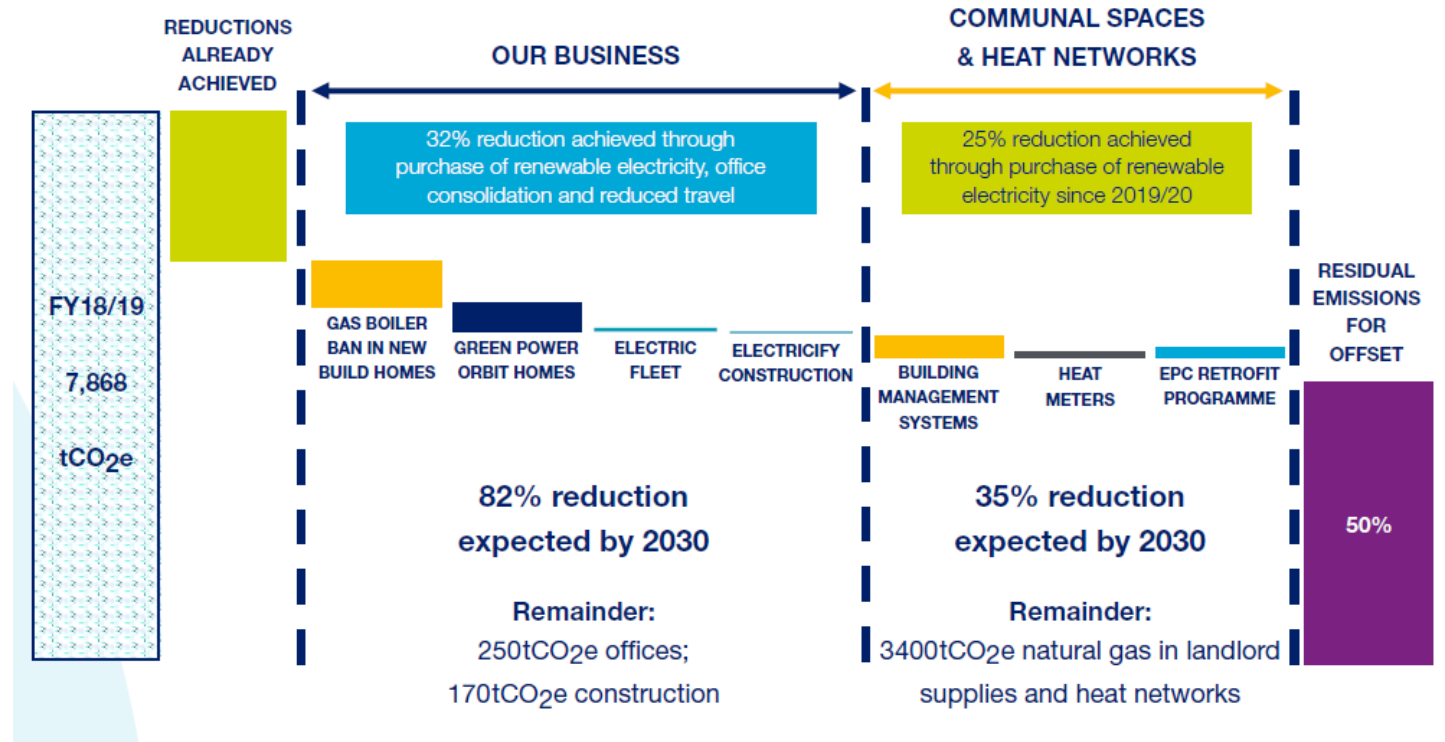 REDUCTIONS
ALREADY
ACHIEVED
OUR BUSINESS
COMMUNAL SPACES
& HEAT NETWORKS
32% reduction achieved through
purchase of renewable electricity, office
consolidation and reduced travel
25% reduction achieved
through purchase of renewable
electricity since 2019/20
FY18/19
7,868
tCO2e
GAS BOILER
BAN IN NEW
BUILD HOMES
GREEN POWER
ORBIT HOMES
ELECTRIC
FLEET
ELECTRICIFY
CONSTRUCTION
BUILDING
MANAGEMENT
SYSTEMS
HEAT
METERS
EPC RETROFIT
PROGRAMME
RESIDUAL
EMISSIONS
FOR
OFFSET
82% reduction
expected by 2030
Remainder:
250tCO2e offices;
170tCO2e construction
35% reduction
expected by 2030
Remainder:
3400tCO2e natural gas in landlord
supplies and heat networks
50%